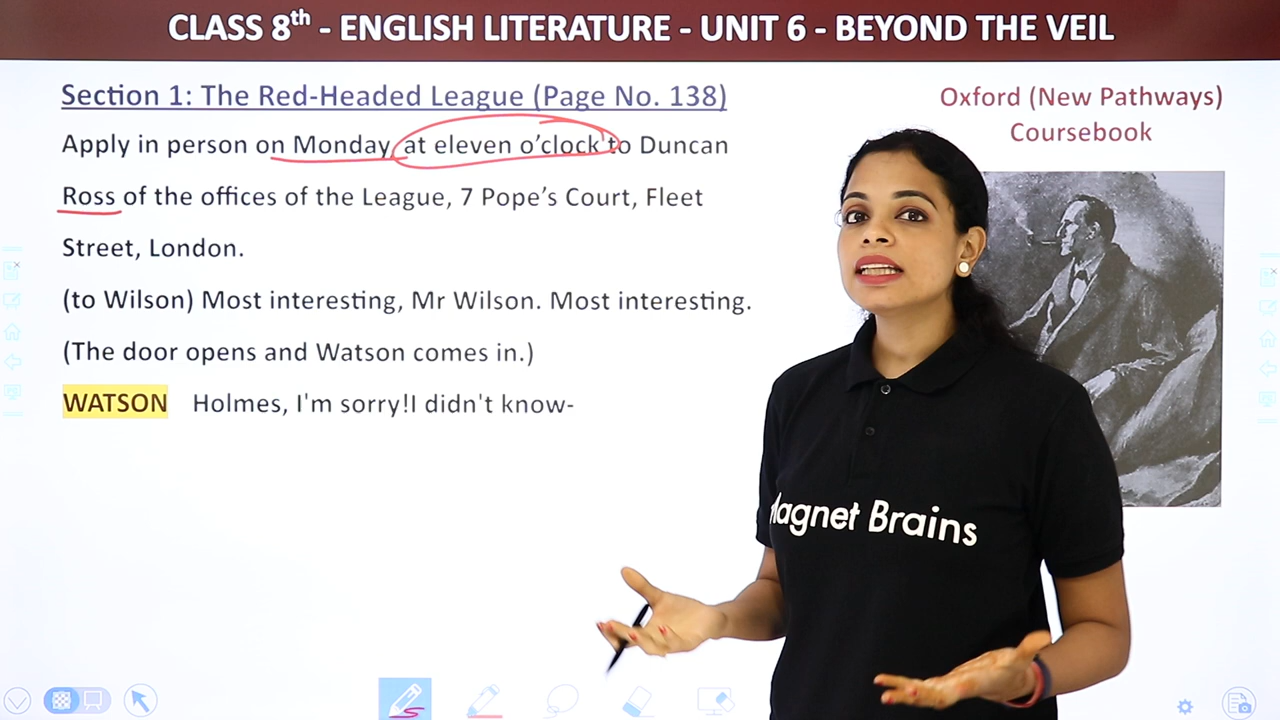 CLASS 8th - ENGLISH LITERATURE - UNIT 6 - BEYOND THE VEIL
Section 1: The Red-Headed League (Page No. 138)
Apply in person on Monday, at eleven o’clock to Duncan
Ross of the offices of the League, 7 Pope’s Court, Fleet
Street, London.
(to Wilson) Most interesting, Mr Wilson. Most interesting.
(The door opens and Watson comes in.)
WATSON Holmes, I'm sorry!I didn't know-
Oxford (New Pathways)
Coursebook
Magnet Brains